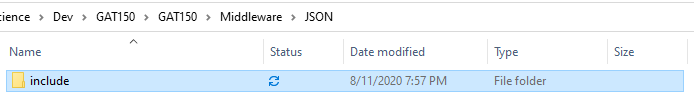 cience > Dev > GAT150 > GAT150 > Middleware > JSON
Name Status Date modified Type Size
include 8/11/2020 7:57 PM File folder